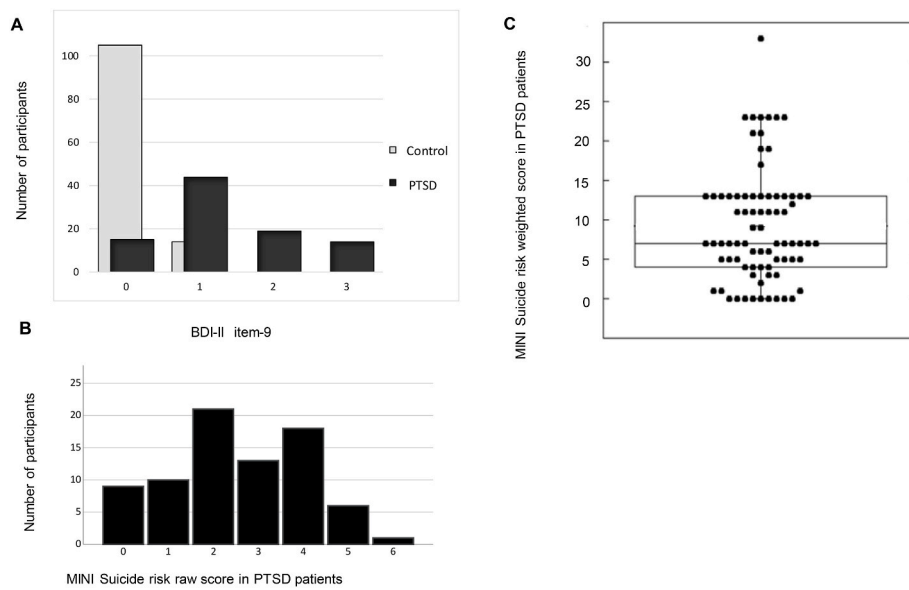 A
Number of participants
100
80
60
40
20
0
0 1 2 3
Control
PTSD
BDI-II item-9
B
Number of participants
25
20
15
10
5
0
0 1 2 3 4 5 6
MINI Suicide risk raw score in PTSD patients
C
MINI Suicide risk weighted score in PTSD patients
30
25
20
15
10
5
0